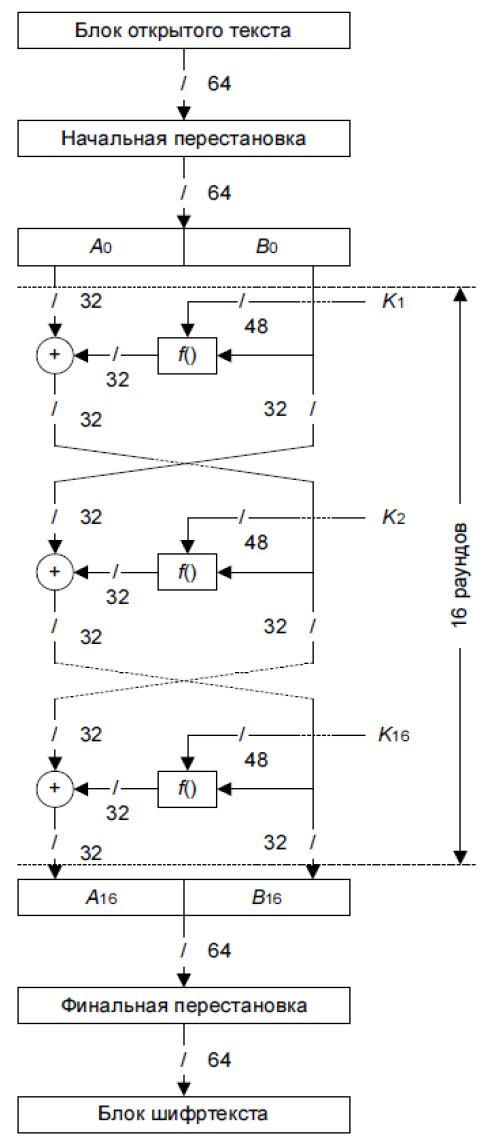 Блок открытого текста
/ 64
Начальная перестановка
/ 64
A0 B0
/ 32 / K1
48
+ / f()
32
/ 32 32 /
/ 32 / K2
48
+ / f()
32
/ 32 32 /
16 раундов
/ 32 / K16
48
+ / f()
32
/ 32 32 /
A16 B16
/ 64
Финальная перестановка
/ 64
Блок шифртекста